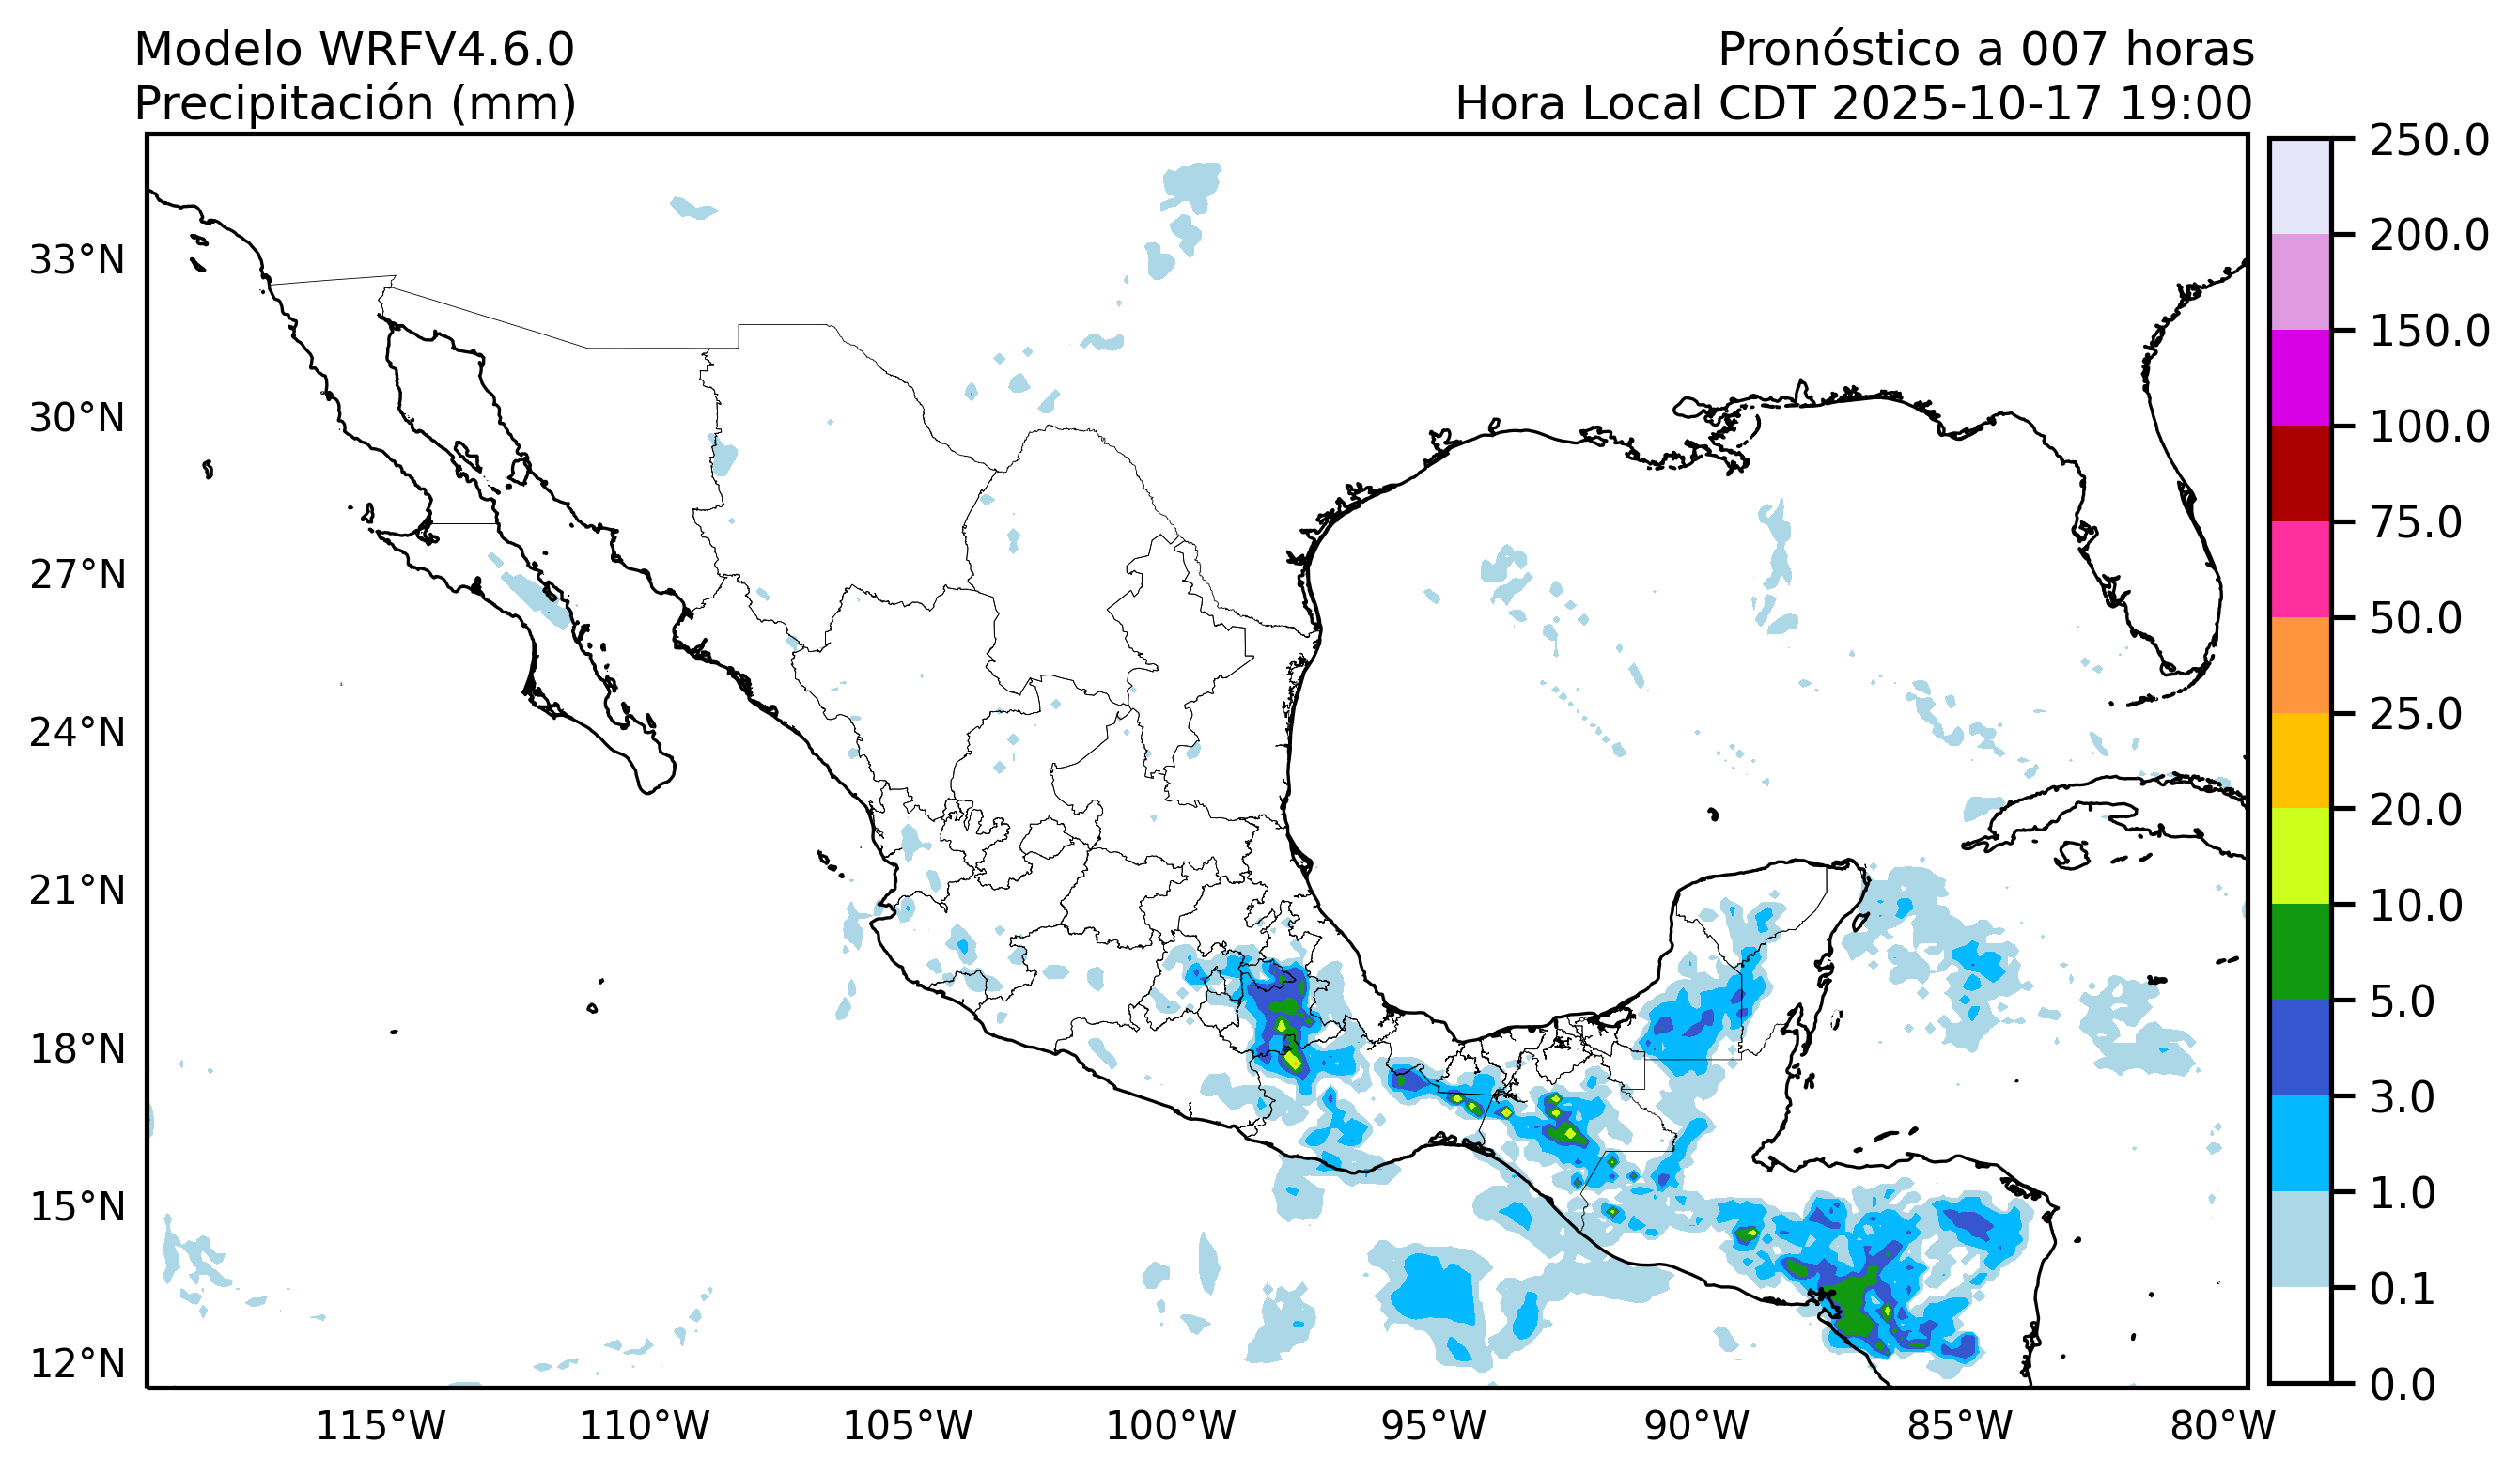 Modelo WRFV4.6.0
Precipitación (mm)
Pronóstico a 007 horas
Hora Local CDT 2025-10-17 19:00
33°N
30°N
27°N
24°N
21°N
18°N
15°N
12°N
115°W
110°W
105°W
100°W
95°W
90°W
85°W
80°W
250.0
200.0
150.0
100.0
75.0
50.0
25.0
20.0
10.0
5.0
3.0
1.0
0.1
0.0